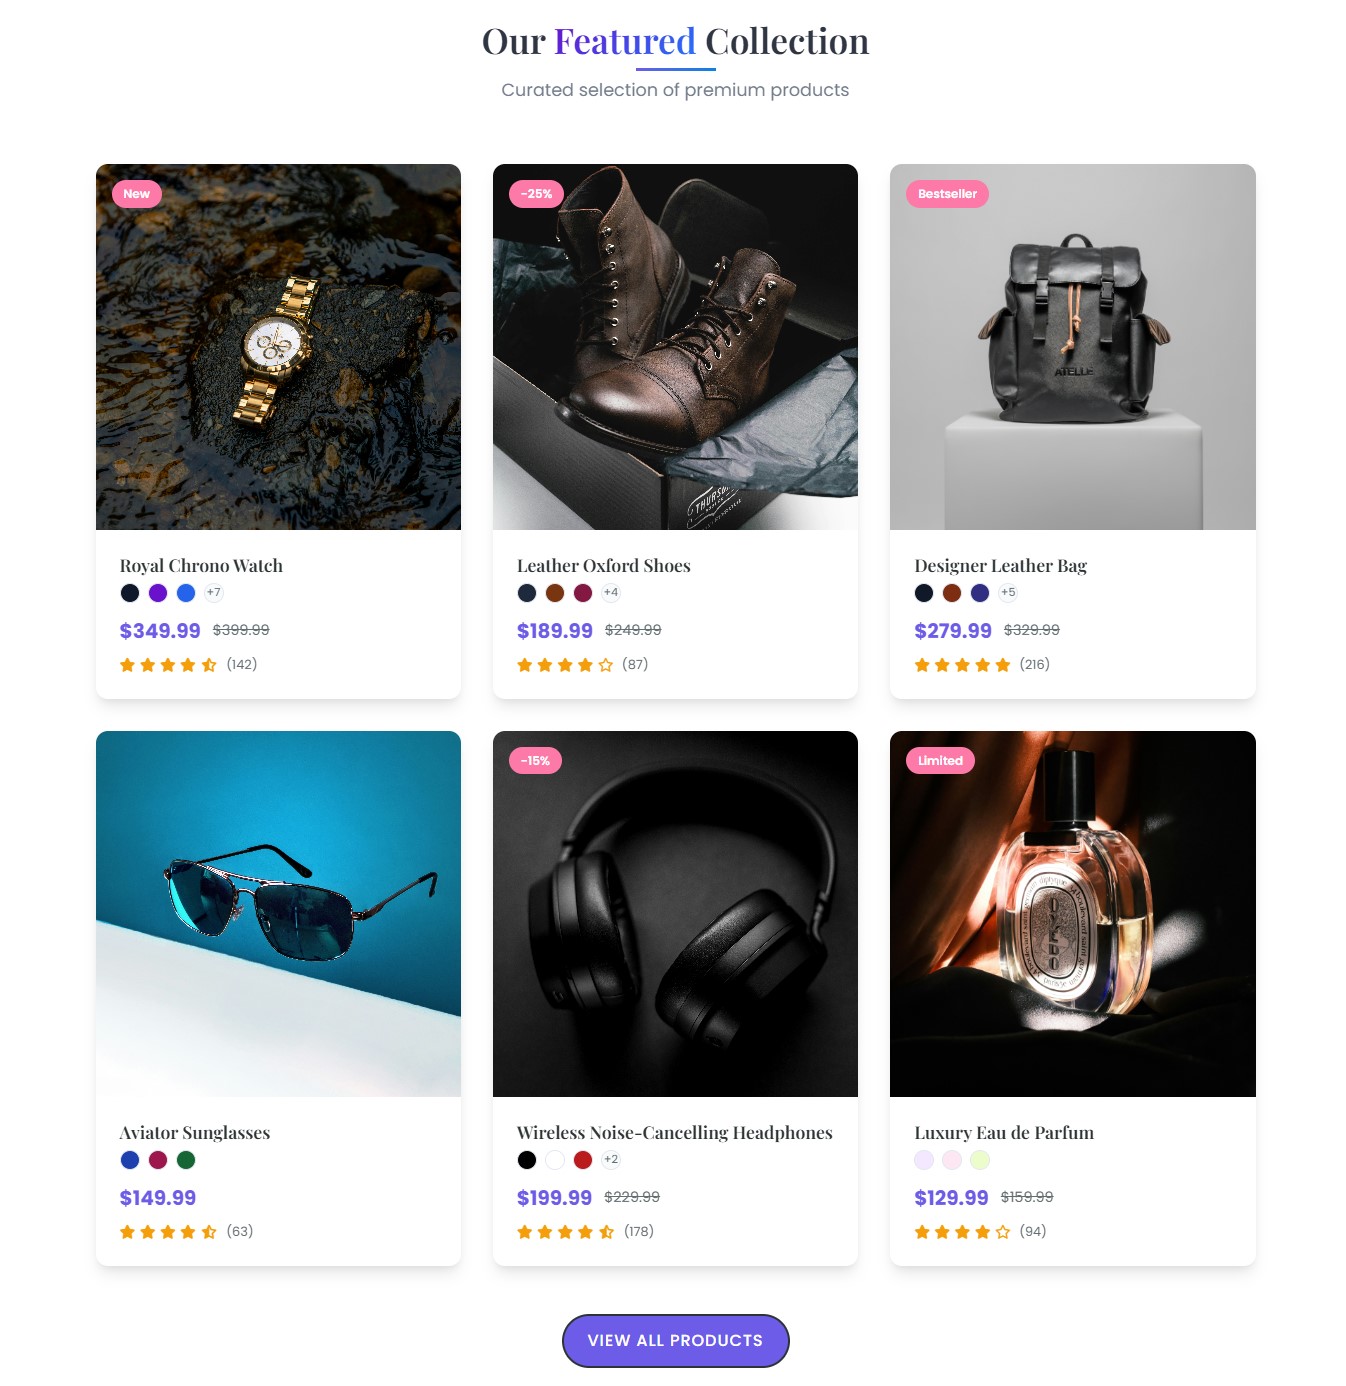 Our Featured Collection
Curated selection of premium products
New
-25%
Bestseller
ATELLE
Royal Chrono Watch
+7
$349.99 $399.99
(142)
Leather Oxford Shoes
+4
$189.99 $249.99
(87)
Designer Leather Bag
+5
$279.99 $329.99
(216)
-15%
Limited
Aviator Sunglasses
$149.99
(63)
Wireless Noise-Cancelling Headphones
+2
$199.99 $229.99
(178)
Luxury Eau de Parfum
$129.99 $159.99
(94)
VIEW ALL PRODUCTS